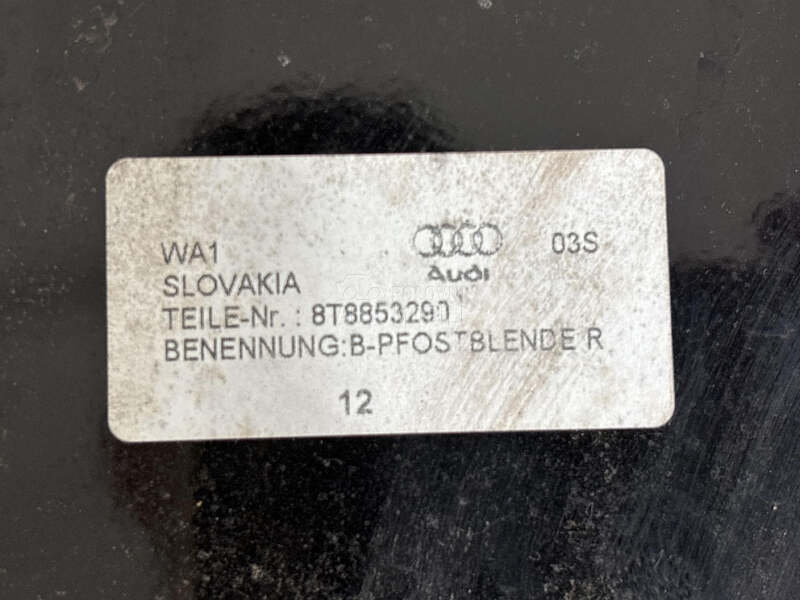 WA1
Audi
03S
SLOVAKIA
TEILE-Nr. : 8T8853290
BENENNUNG:B-PFOSTBLENDE R
12